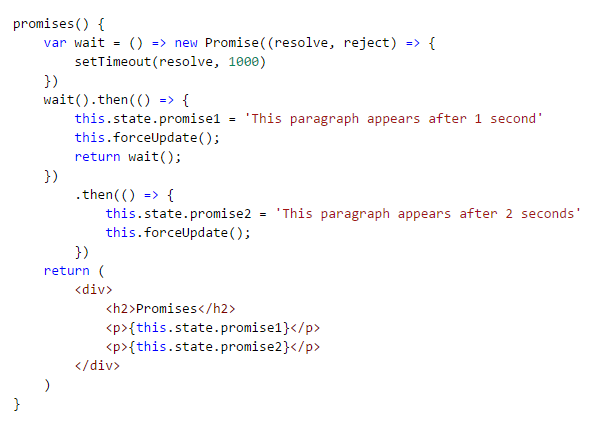 promises() {
    var wait = () => new Promise((resolve, reject) => {
        setTimeout(resolve, 1000)
    })
    wait().then(() => {
        this.state.promise1 = 'This paragraph appears after 1 second'
        this.forceUpdate();
        return wait();
    })
        .then(() => {
            this.state.promise2 = 'This paragraph appears after 2 seconds'
            this.forceUpdate();
        })
    return (
        <div>
            <h2>Promises</h2>
            <p>{this.state.promise1}</p>
            <p>{this.state.promise2}</p>
        </div>
    )
}